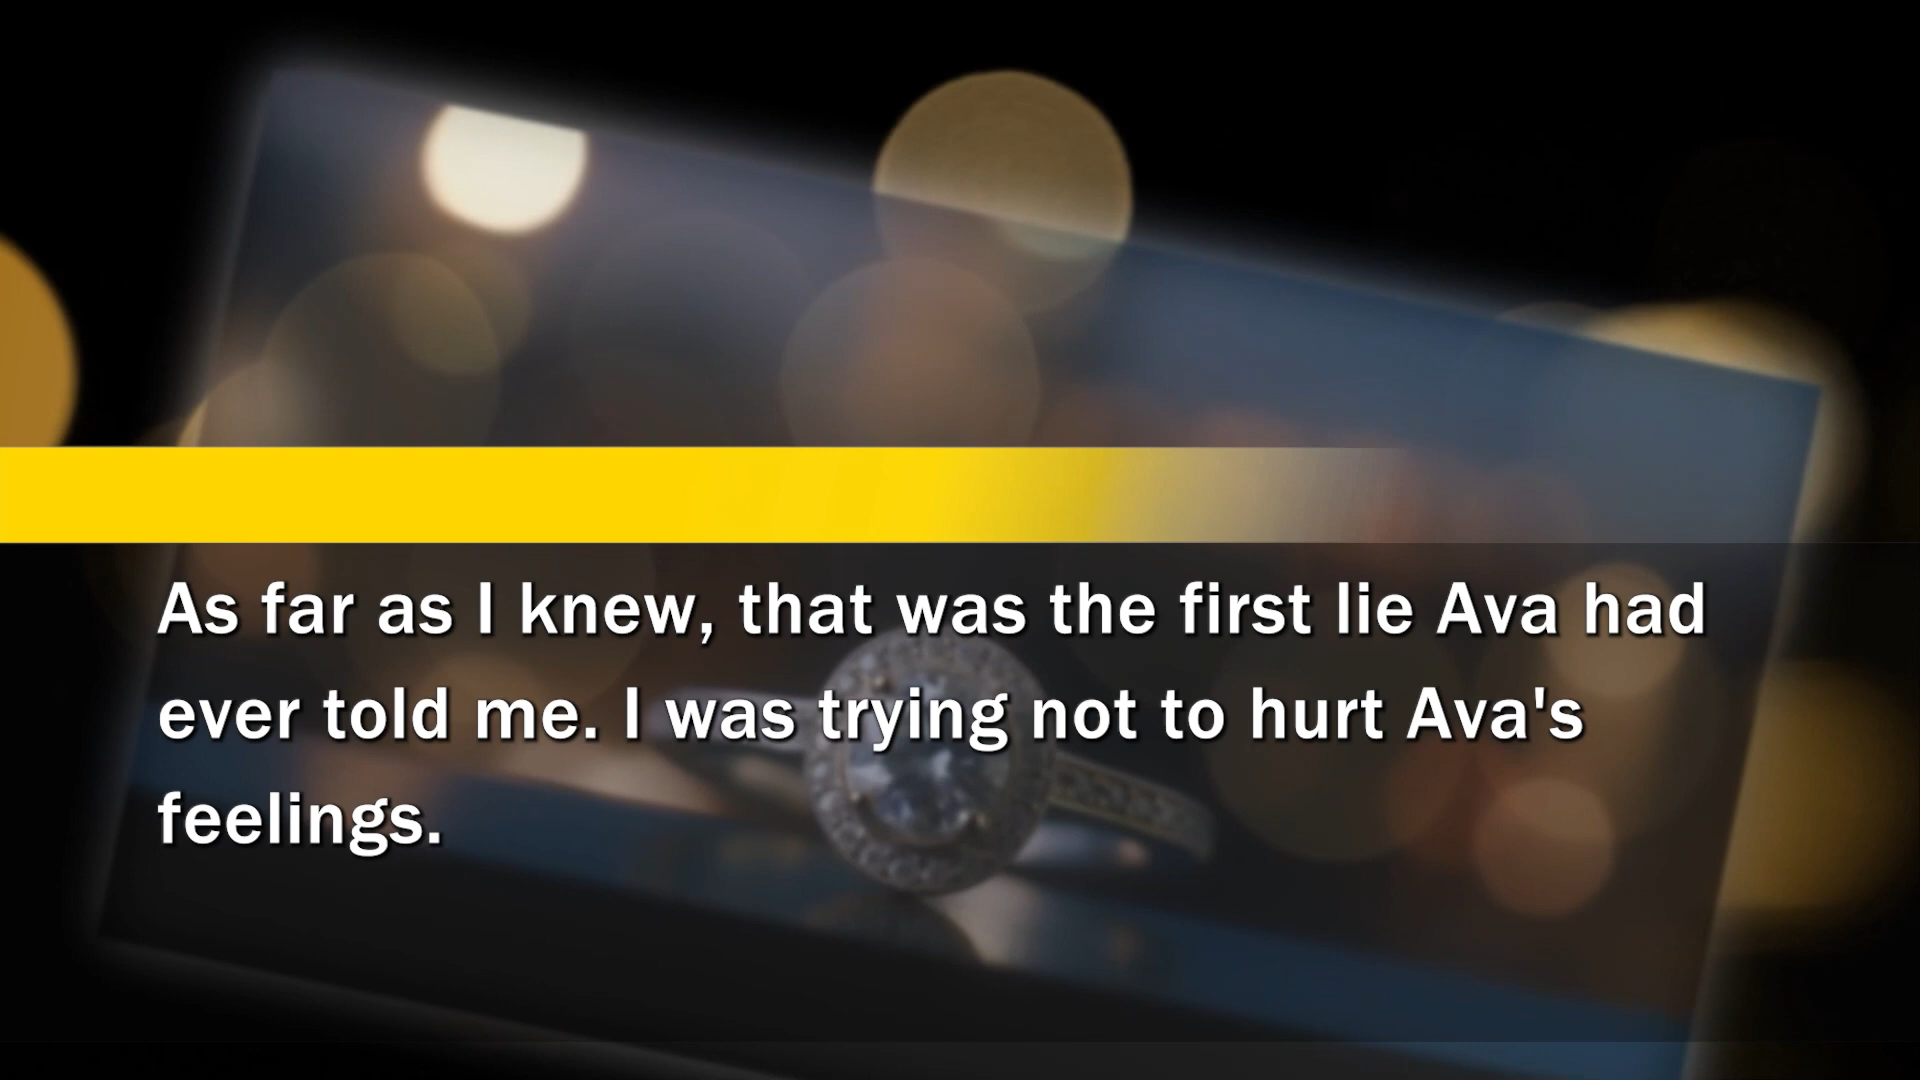 As far as I knew, that was the first lie Ava had
ever told me. I was trying not to hurt Ava's
feelings.